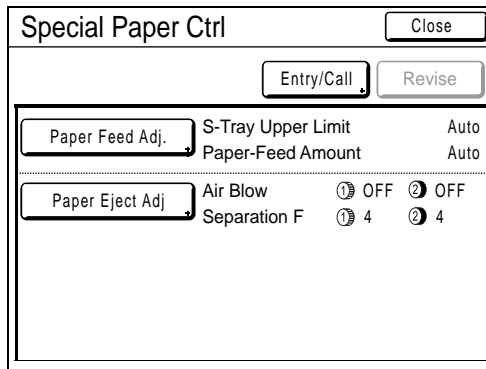 Special Paper Ctrl Close
Entry/Call Revise
Paper Feed Adj. S-Tray Upper Limit Auto
Paper-Feed Amount Auto
Paper Eject Adj Air Blow ① OFF ② OFF
Separation F ① 4 ② 4